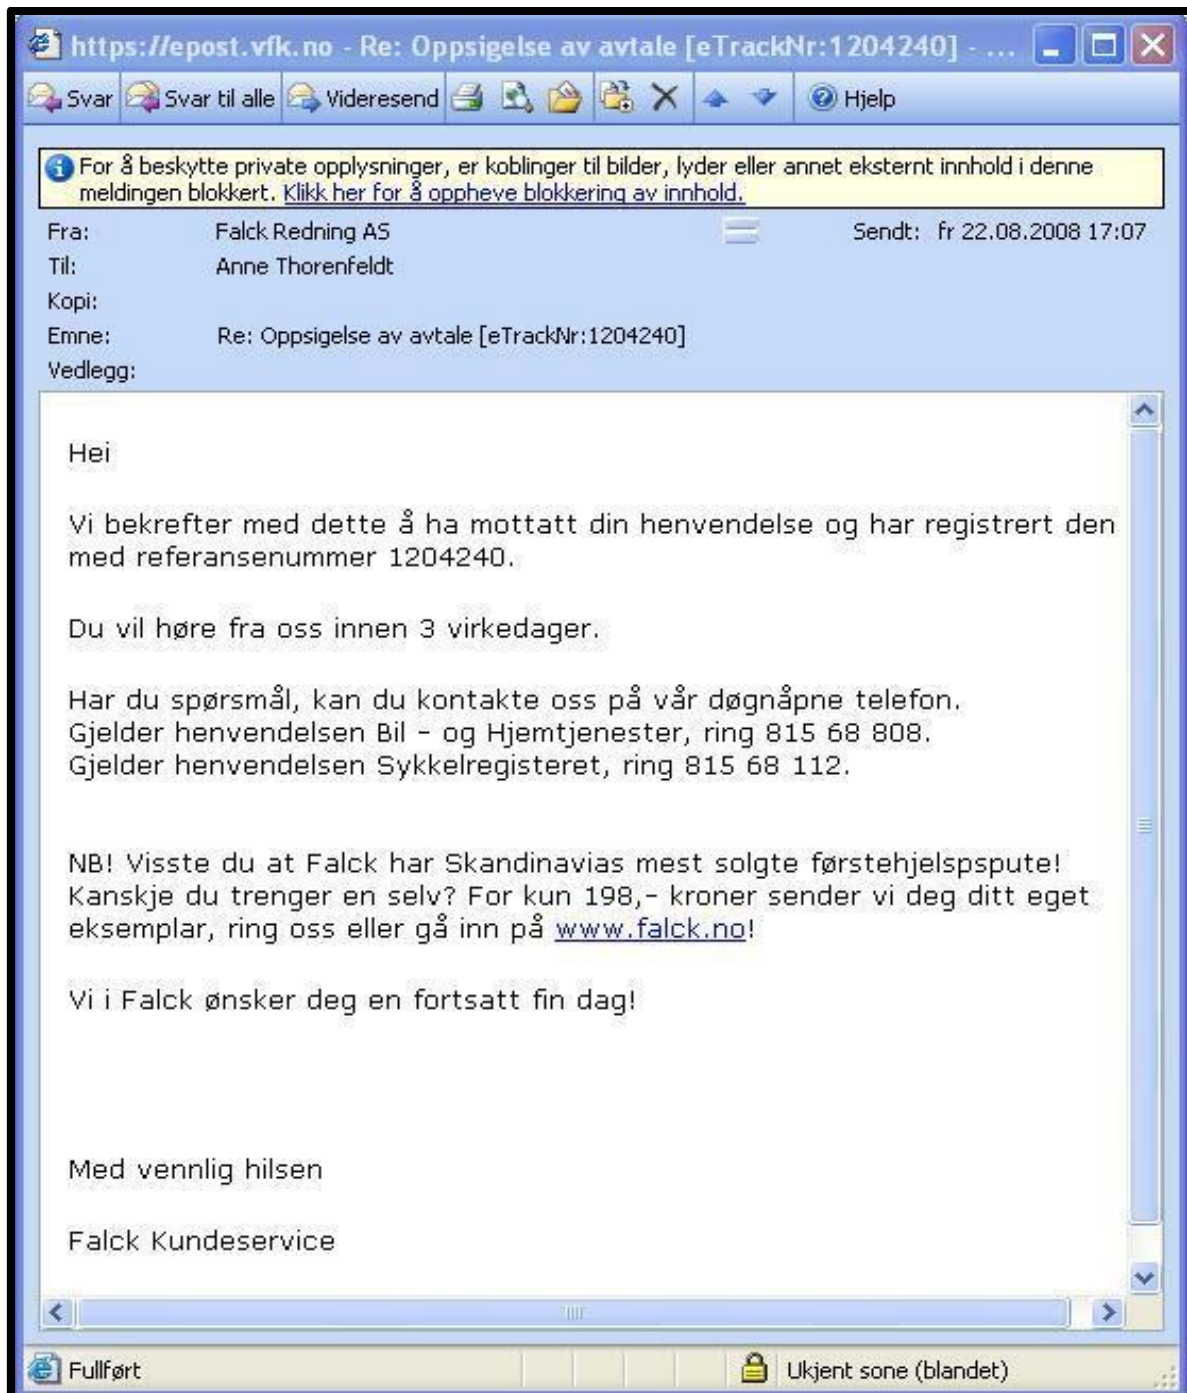 https://epost.vfk.no - Re: Oppsigelse av avtale [eTrackNr:1204240] - ...
Svar Svar til alle Videresend Hjelp
For å beskytte private opplysninger, er koblinger til bilder, lyder eller annet eksternt innhold i denne
meldingen blokkert. Klikk her for å oppheve blokkering av innhold.
Fra: Falck Redning AS Sendt: fr 22.08.2008 17:07
Til: Anne Thorenfeldt
Kopi:
Emne: Re: Oppsigelse av avtale [eTrackNr:1204240]
Vedlegg:
Hei
Vi bekrefter med dette å ha mottatt din henvendelse og har registrert den
med referansenummer 1204240.
Du vil høre fra oss innen 3 virkedager.
Har du spørsmål, kan du kontakte oss på vår døgnåpne telefon.
Gjelder henvendelsen Bil - og Hjemtjenester, ring 815 68 808.
Gjelder henvendelsen Sykkelregisteret, ring 815 68 112.
NB! Visste du at Falck har Skandinavias mest solgte førstehjelpspute!
Kanskje du trenger en selv? For kun 198,- kroner sender vi deg ditt eget
eksemplar, ring oss eller gå inn på www.falck.no!
Vi i Falck ønsker deg en fortsatt fin dag!
Med vennlig hilsen
Falck Kundeservice
Fullført Ukjent sone (blandet)